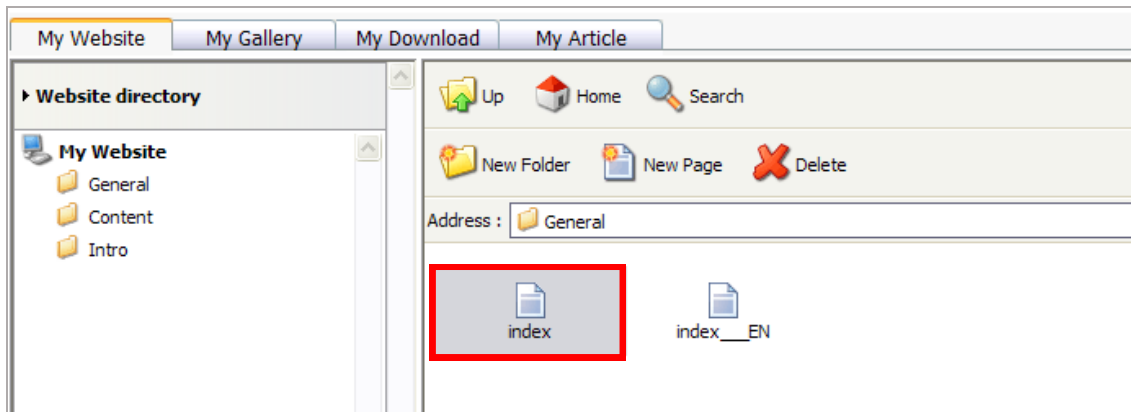 My Website My Gallery My Download My Article
Website directory
My Website
General
Content
Intro
Up Home Search
New Folder New Page Delete
Address : General
index index___EN